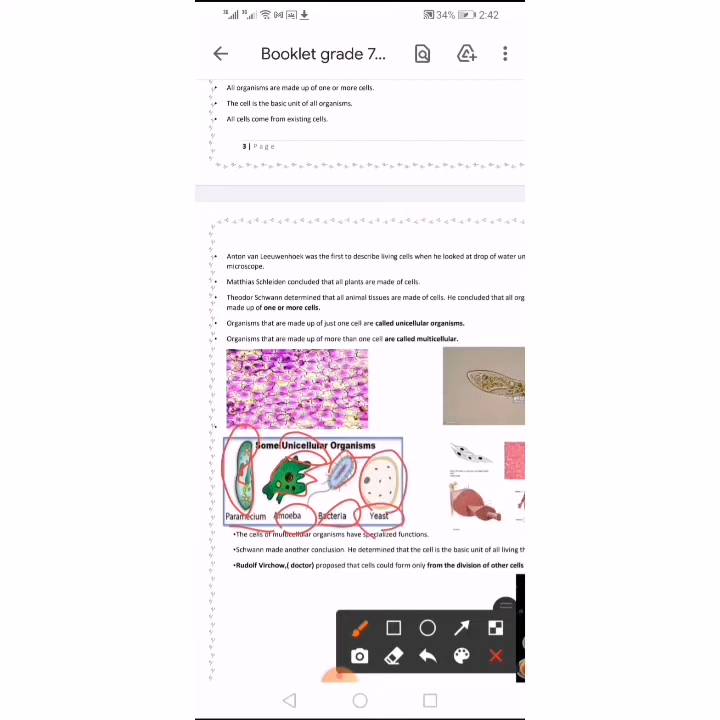 34% 2:42
Booklet grade 7...
All organisms are made up of one or more cells.
The cell is the basic unit of all organisms.
All cells come from existing cells.
3 | Page
Anton van Leeuwenhoek was the first to describe living cells when he looked at drop of water un
microscope.
Matthias Schleiden concluded that all plants are made of cells.
Theodor Schwann determined that all animal tissues are made of cells. He concluded that all org
made up of one or more cells.
Organisms that are made up of just one cell are called unicellular organisms.
Organisms that are made up of more than one cell are called multicellular.
Some Unicellular Organisms
Paramecium Amoeba Bacteria Yeast
•The cells of multicellular organisms have specialized functions.
•Schwann made another conclusion. He determined that the cell is the basic unit of all living th
•Rudolf Virchow,( doctor) proposed that cells could form only from the division of other cells